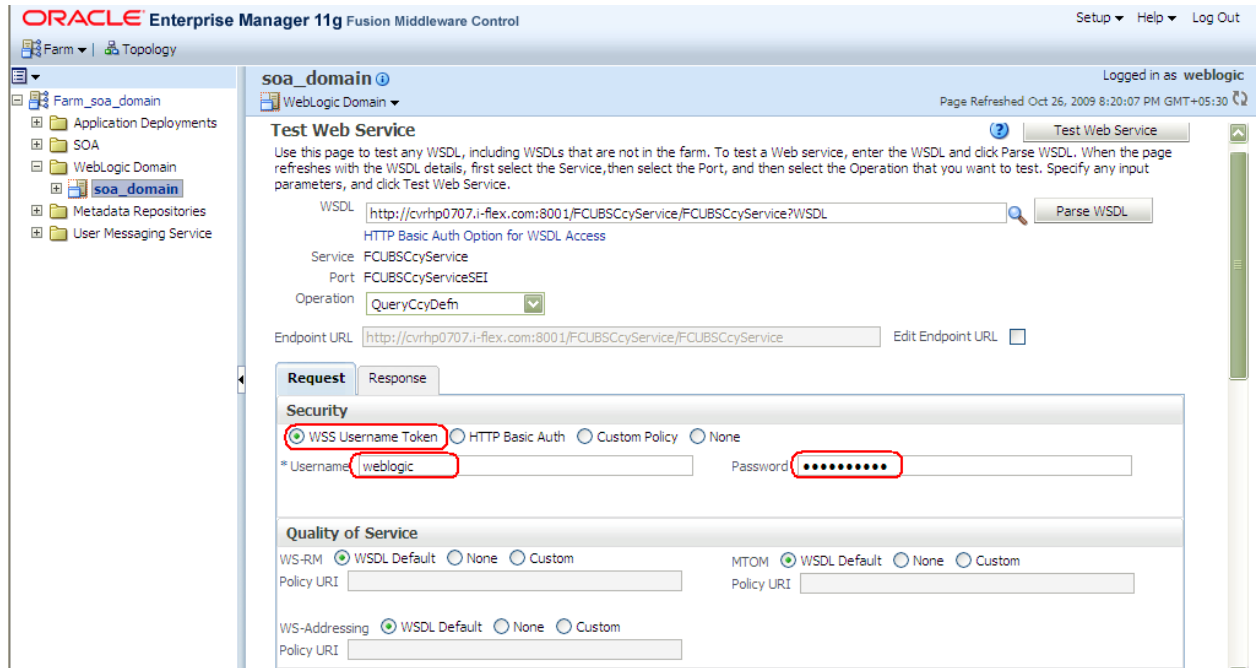 ORACLE Enterprise Manager 11g Fusion Middleware Control
Setup Help Log Out
Farm | Topology
Farm_soa_domain
Application Deployments
SOA
WebLogic Domain
soa_domain
Metadata Repositories
User Messaging Service
soa_domain
Logged in as weblogic
WebLogic Domain
Page Refreshed Oct 26, 2009 8:20:07 PM GMT+05:30
Test Web Service
Test Web Service
Use this page to test any WSDL, including WSDLs that are not in the farm. To test a Web service, enter the WSDL and click Parse WSDL. When the page
refreshes with the WSDL details, first select the Service,then select the Port, and then select the Operation that you want to test. Specify any input
parameters, and click Test Web Service.
WSDL http://cvrhp0707.i-flex.com:8001/FCUBSCcyService/FCUBSCcyService?WSDL Parse WSDL
HTTP Basic Auth Option for WSDL Access
Service FCUBSCcyService
Port FCUBSCcyServiceSEI
Operation QueryCcyDefn
Endpoint URL http://cvrhp0707.i-flex.com:8001/FCUBSCcyService/FCUBSCcyService Edit Endpoint URL
Request Response
Security
WSS Username Token HTTP Basic Auth Custom Policy None
* Username weblogic Password ••••••••••
Quality of Service
WS-RM WSDL Default None Custom
MTOM WSDL Default None Custom
Policy URI
Policy URI
WS-Addressing WSDL Default None Custom
Policy URI